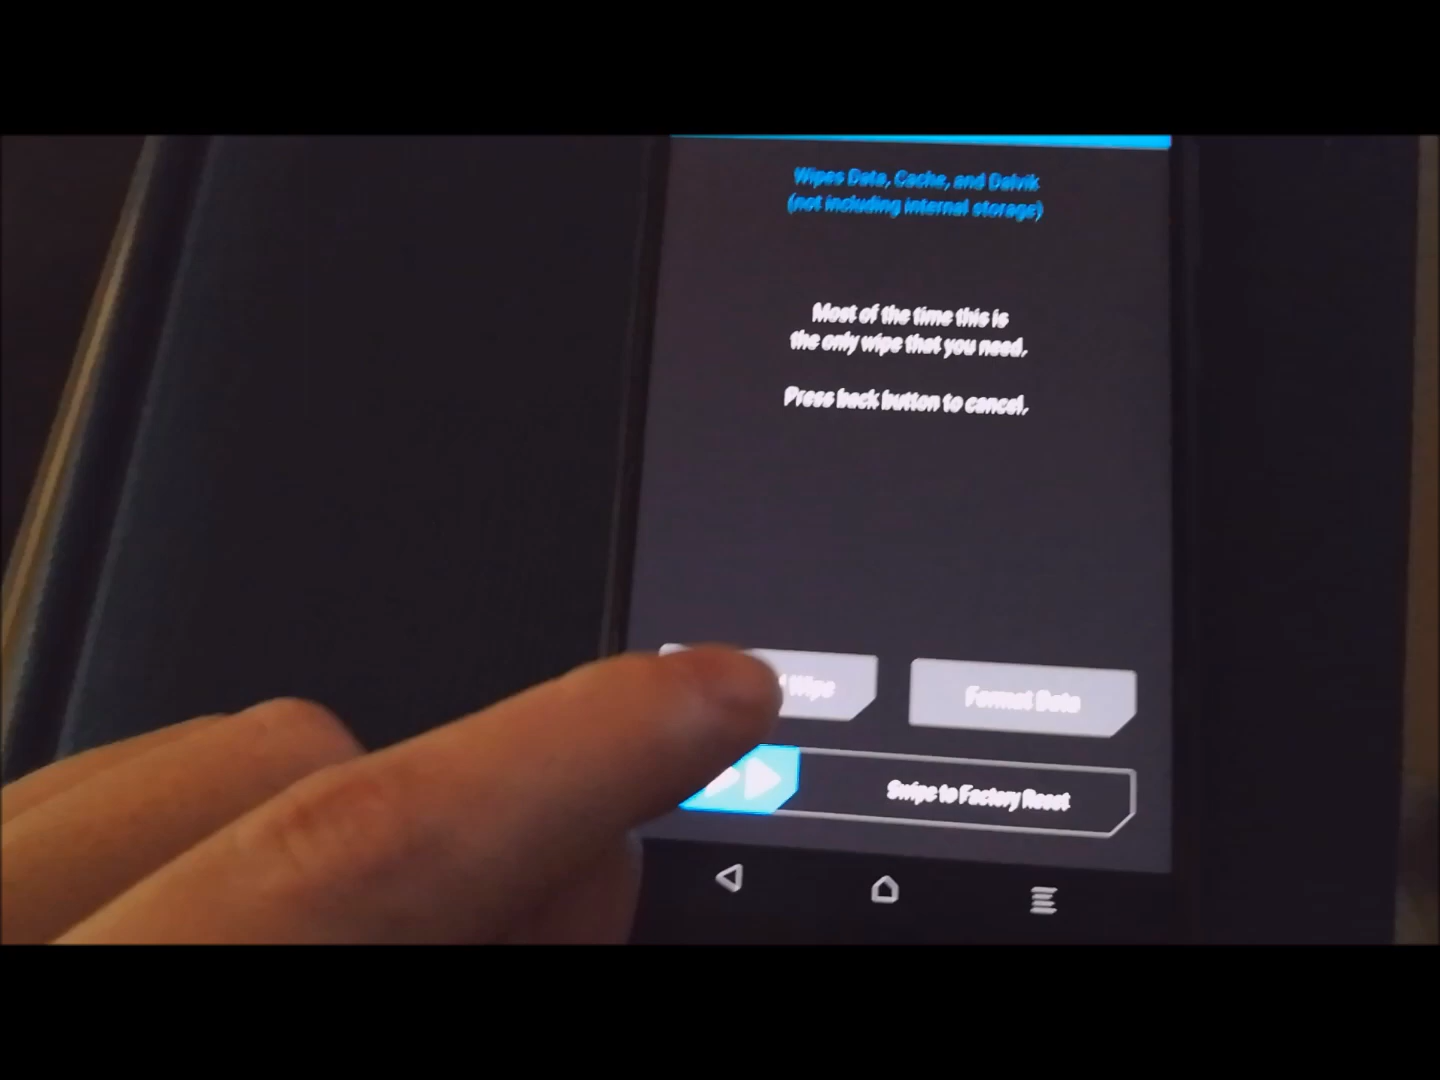 Wipes Data, Cache, and Dalvik
(not including internal storage)
Most of the time this is
the only wipe that you need.
Press back button to cancel.
Wipe
Format Data
Swipe to Factory Reset